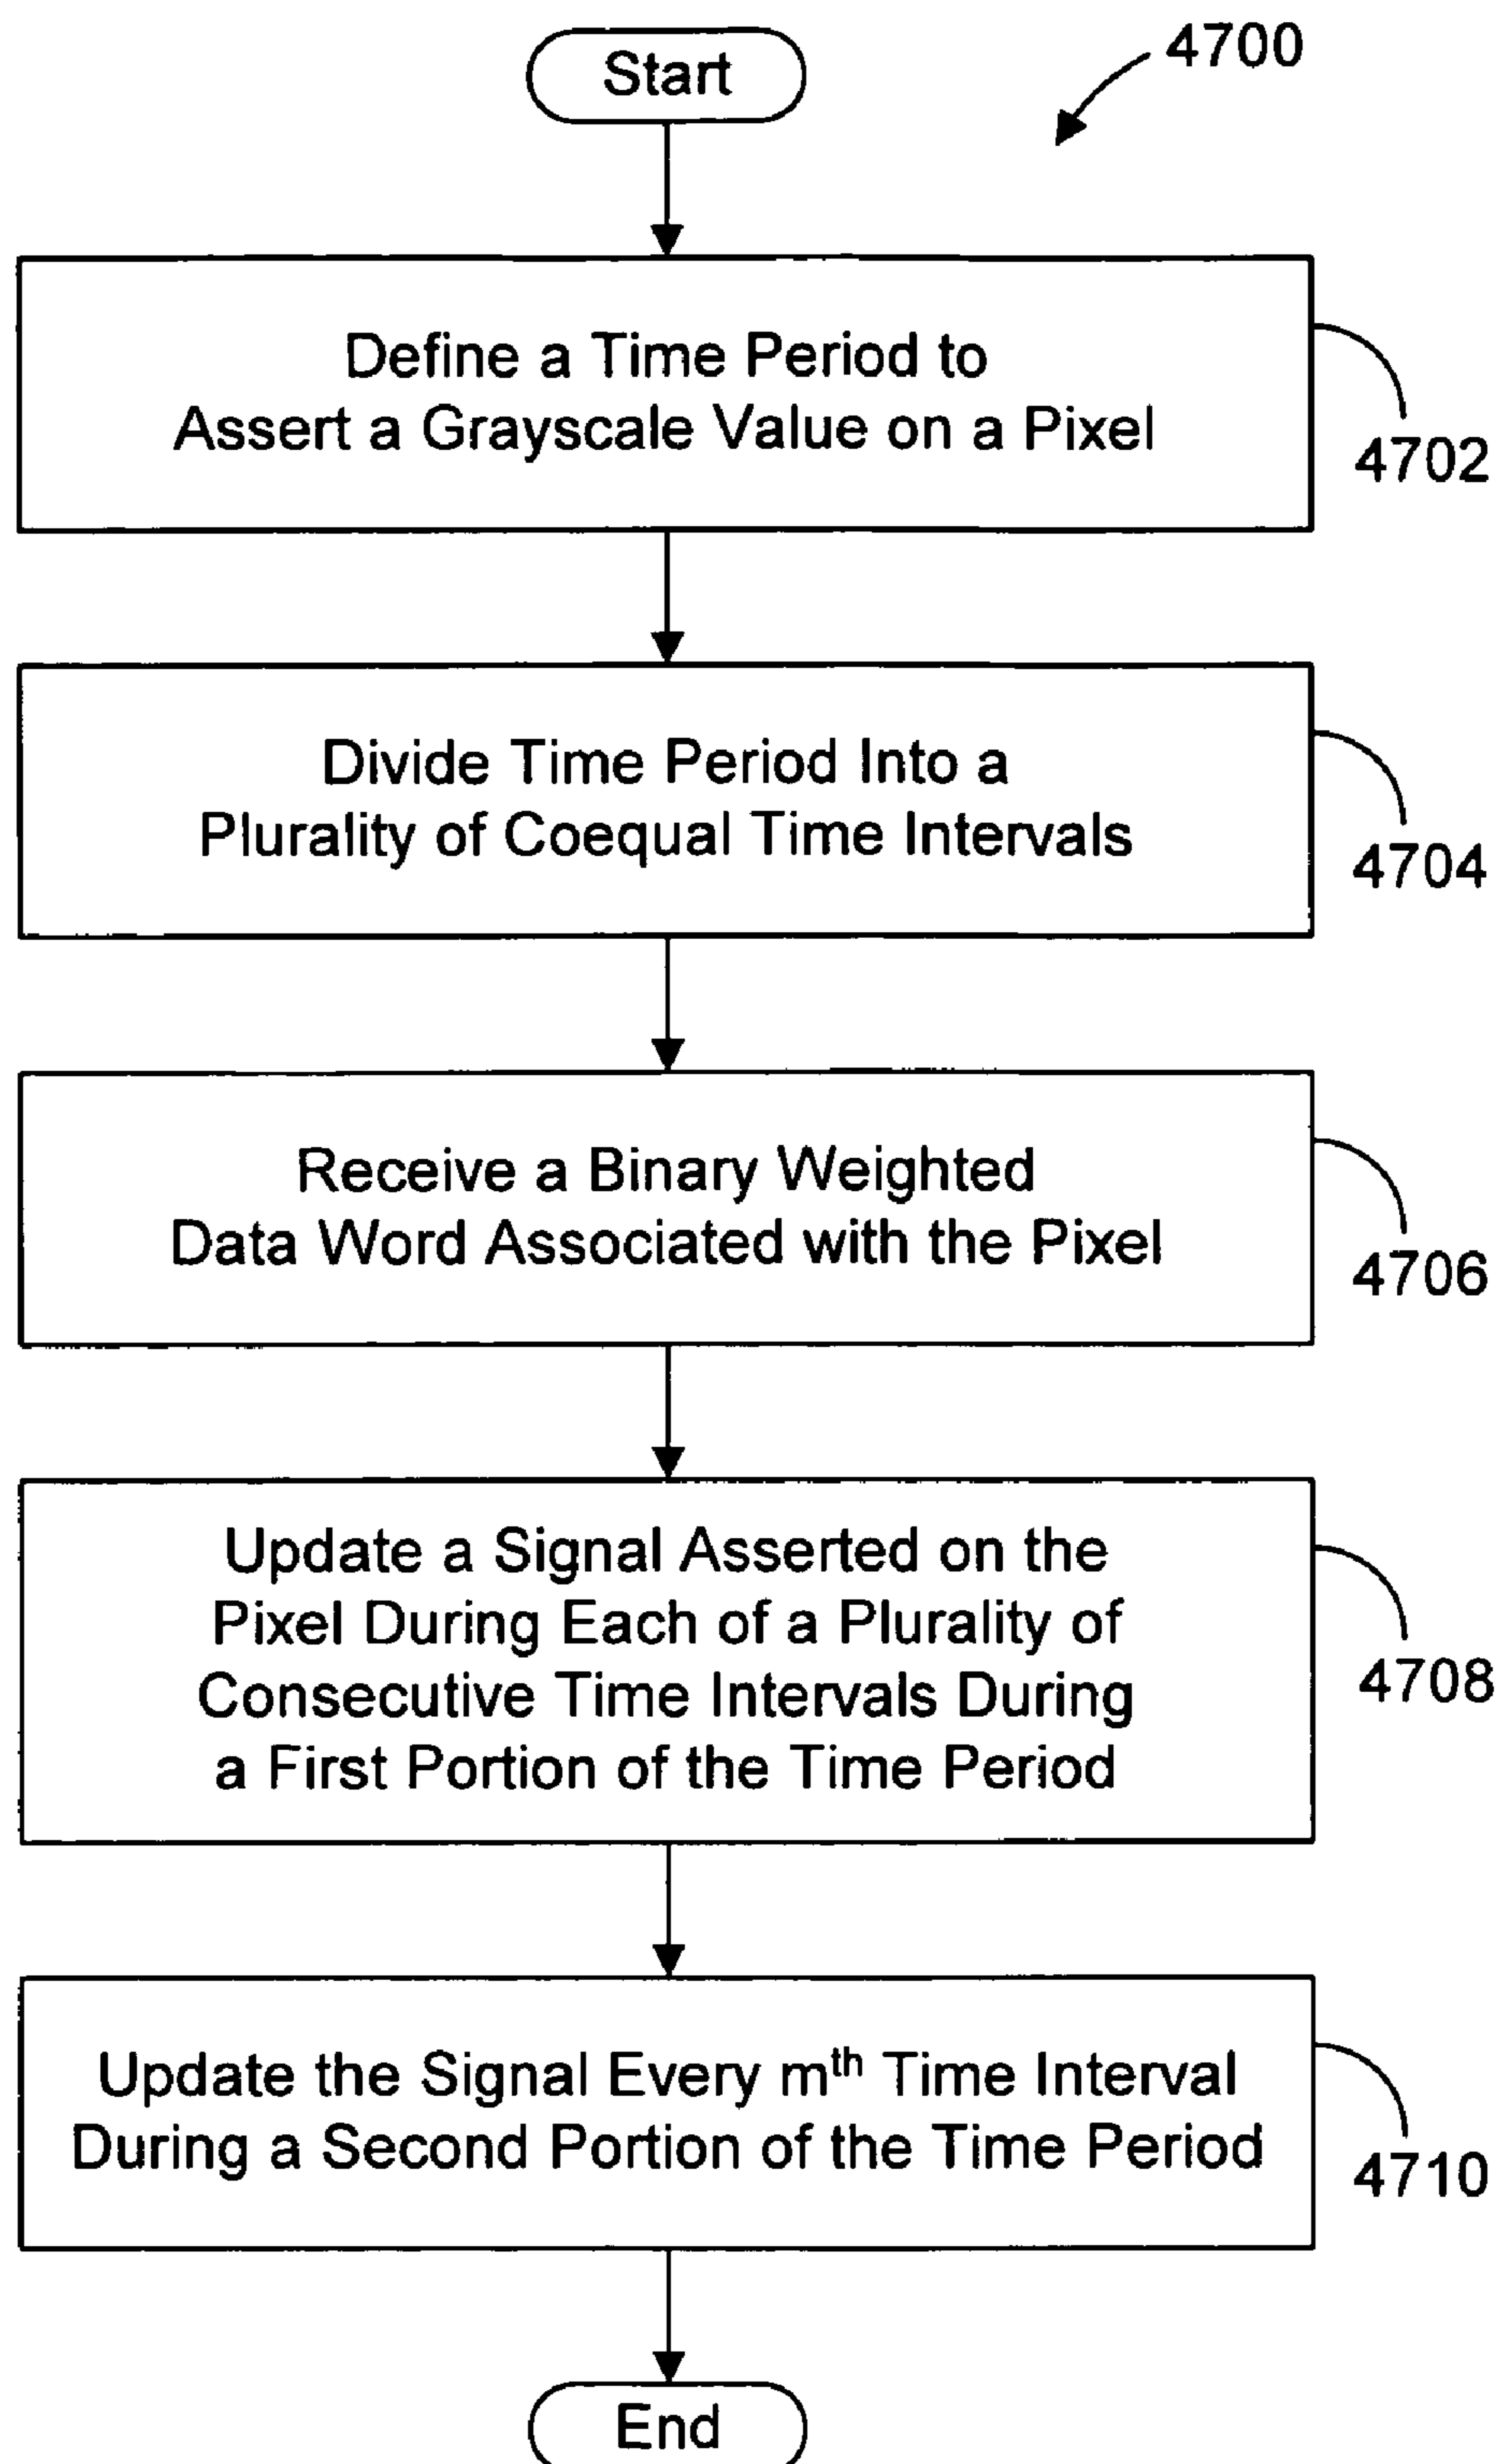 Start
4700
Define a Time Period to
Assert a Grayscale Value on a Pixel
4702
Divide Time Period Into a
Plurality of Coequal Time Intervals
4704
Receive a Binary Weighted
Data Word Associated with the Pixel
4706
Update a Signal Asserted on the
Pixel During Each of a Plurality of
Consecutive Time Intervals During
a First Portion of the Time Period
4708
Update the Signal Every mth Time Interval
During a Second Portion of the Time Period
4710
End